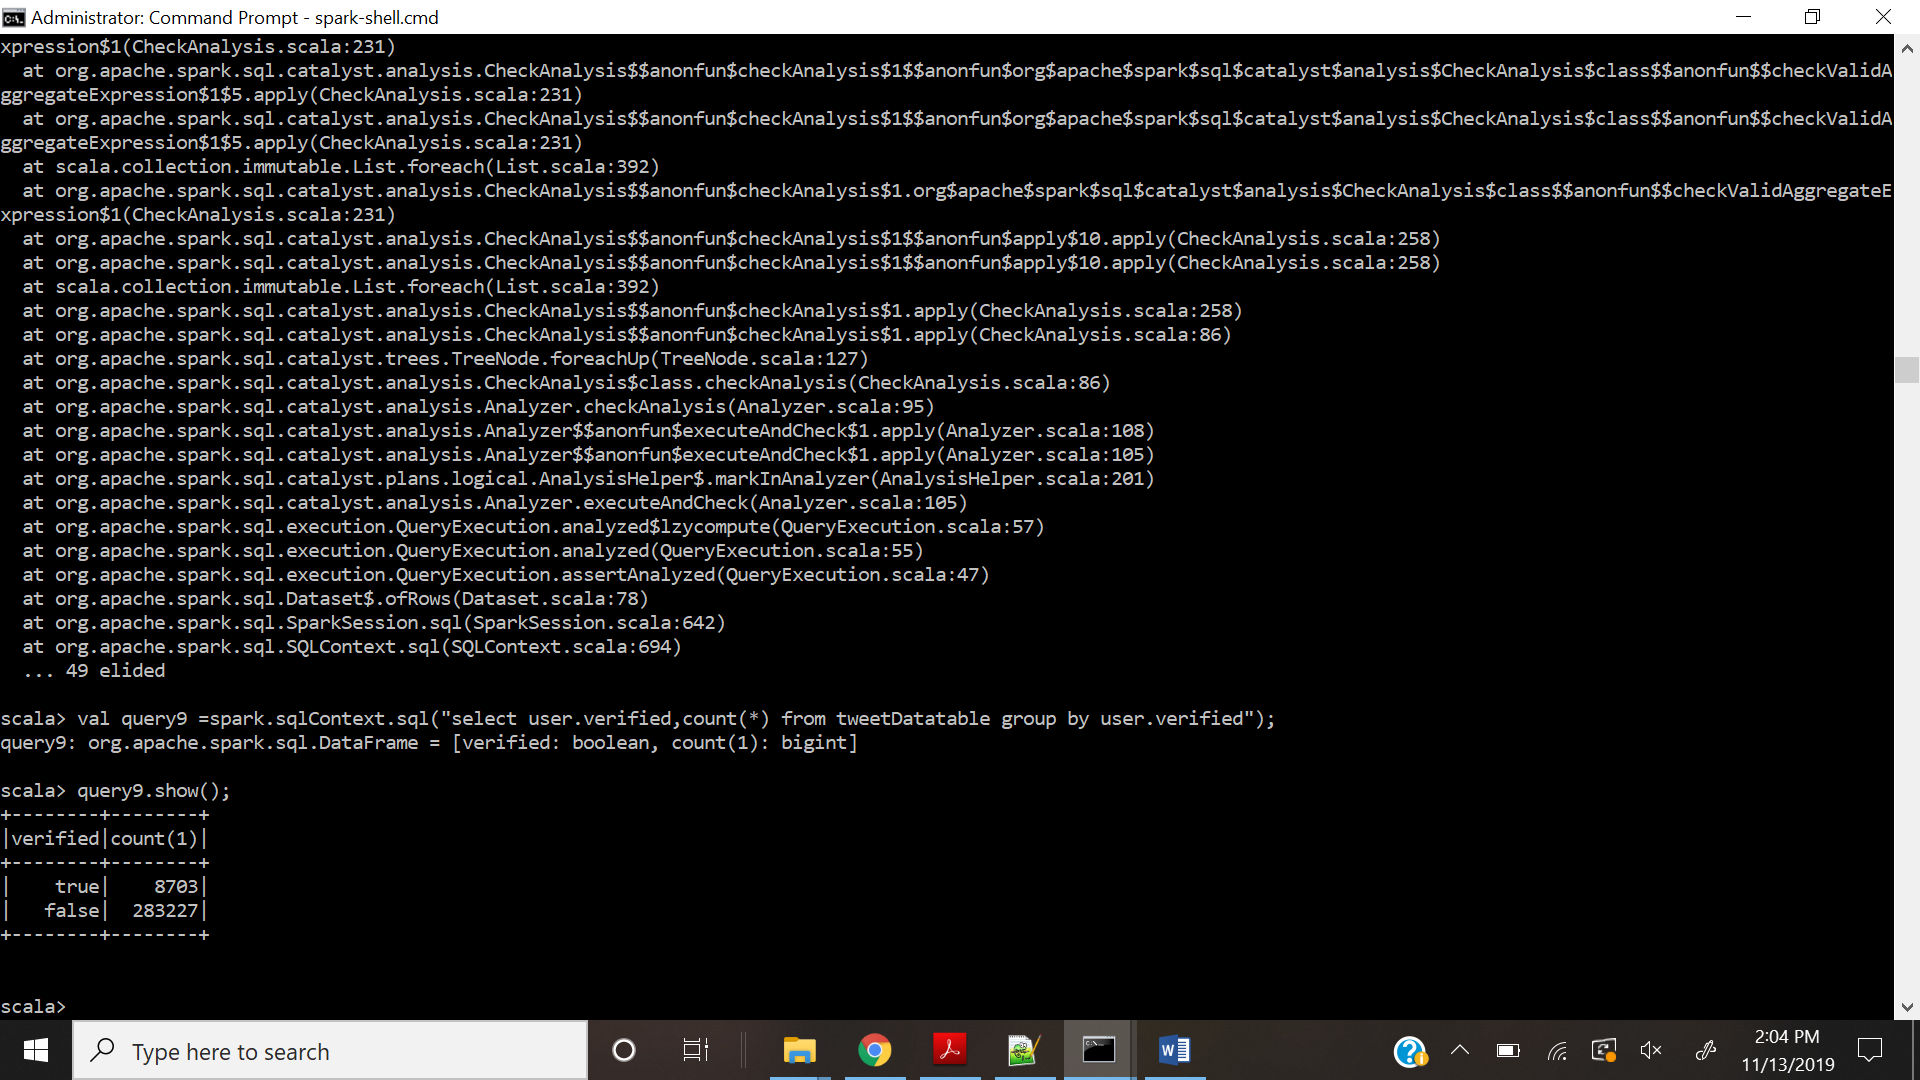 Administrator: Command Prompt - spark-shell.cmd
xpression$1(CheckAnalysis.scala:231)
  at org.apache.spark.sql.catalyst.analysis.CheckAnalysis$$anonfun$checkAnalysis$1$$anonfun$org$apache$spark$sql$catalyst$analysis$CheckAnalysis$class$$anonfun$$checkValidA
ggregateExpression$1$5.apply(CheckAnalysis.scala:231)
  at org.apache.spark.sql.catalyst.analysis.CheckAnalysis$$anonfun$checkAnalysis$1$$anonfun$org$apache$spark$sql$catalyst$analysis$CheckAnalysis$class$$anonfun$$checkValidA
ggregateExpression$1$5.apply(CheckAnalysis.scala:231)
  at scala.collection.immutable.List.foreach(List.scala:392)
  at org.apache.spark.sql.catalyst.analysis.CheckAnalysis$$anonfun$checkAnalysis$1.org$apache$spark$sql$catalyst$analysis$CheckAnalysis$class$$anonfun$$checkValidAggregateE
xpression$1(CheckAnalysis.scala:231)
  at org.apache.spark.sql.catalyst.analysis.CheckAnalysis$$anonfun$checkAnalysis$1$$anonfun$apply$10.apply(CheckAnalysis.scala:258)
  at org.apache.spark.sql.catalyst.analysis.CheckAnalysis$$anonfun$checkAnalysis$1$$anonfun$apply$10.apply(CheckAnalysis.scala:258)
  at scala.collection.immutable.List.foreach(List.scala:392)
  at org.apache.spark.sql.catalyst.analysis.CheckAnalysis$$anonfun$checkAnalysis$1.apply(CheckAnalysis.scala:258)
  at org.apache.spark.sql.catalyst.analysis.CheckAnalysis$$anonfun$checkAnalysis$1.apply(CheckAnalysis.scala:86)
  at org.apache.spark.sql.catalyst.trees.TreeNode.foreachUp(TreeNode.scala:127)
  at org.apache.spark.sql.catalyst.analysis.CheckAnalysis$class.checkAnalysis(CheckAnalysis.scala:86)
  at org.apache.spark.sql.catalyst.analysis.Analyzer.checkAnalysis(Analyzer.scala:95)
  at org.apache.spark.sql.catalyst.analysis.Analyzer$$anonfun$executeAndCheck$1.apply(Analyzer.scala:108)
  at org.apache.spark.sql.catalyst.analysis.Analyzer$$anonfun$executeAndCheck$1.apply(Analyzer.scala:105)
  at org.apache.spark.sql.catalyst.plans.logical.AnalysisHelper$.markInAnalyzer(AnalysisHelper.scala:201)
  at org.apache.spark.sql.catalyst.analysis.Analyzer.executeAndCheck(Analyzer.scala:105)
  at org.apache.spark.sql.execution.QueryExecution.analyzed$lzycompute(QueryExecution.scala:57)
  at org.apache.spark.sql.execution.QueryExecution.analyzed(QueryExecution.scala:55)
  at org.apache.spark.sql.execution.QueryExecution.assertAnalyzed(QueryExecution.scala:47)
  at org.apache.spark.sql.Dataset$.ofRows(Dataset.scala:78)
  at org.apache.spark.sql.SparkSession.sql(SparkSession.scala:642)
  at org.apache.spark.sql.SQLContext.sql(SQLContext.scala:694)
  ... 49 elided
scala> val query9 =spark.sqlContext.sql("select user.verified,count(*) from tweetDatatable group by user.verified");
query9: org.apache.spark.sql.DataFrame = [verified: boolean, count(1): bigint]
scala> query9.show();
+--------+--------+
|verified|count(1)|
+--------+--------+
|    true|    8703|
|   false|  283227|
+--------+--------+
scala>
Type here to search
2:04 PM
11/13/2019